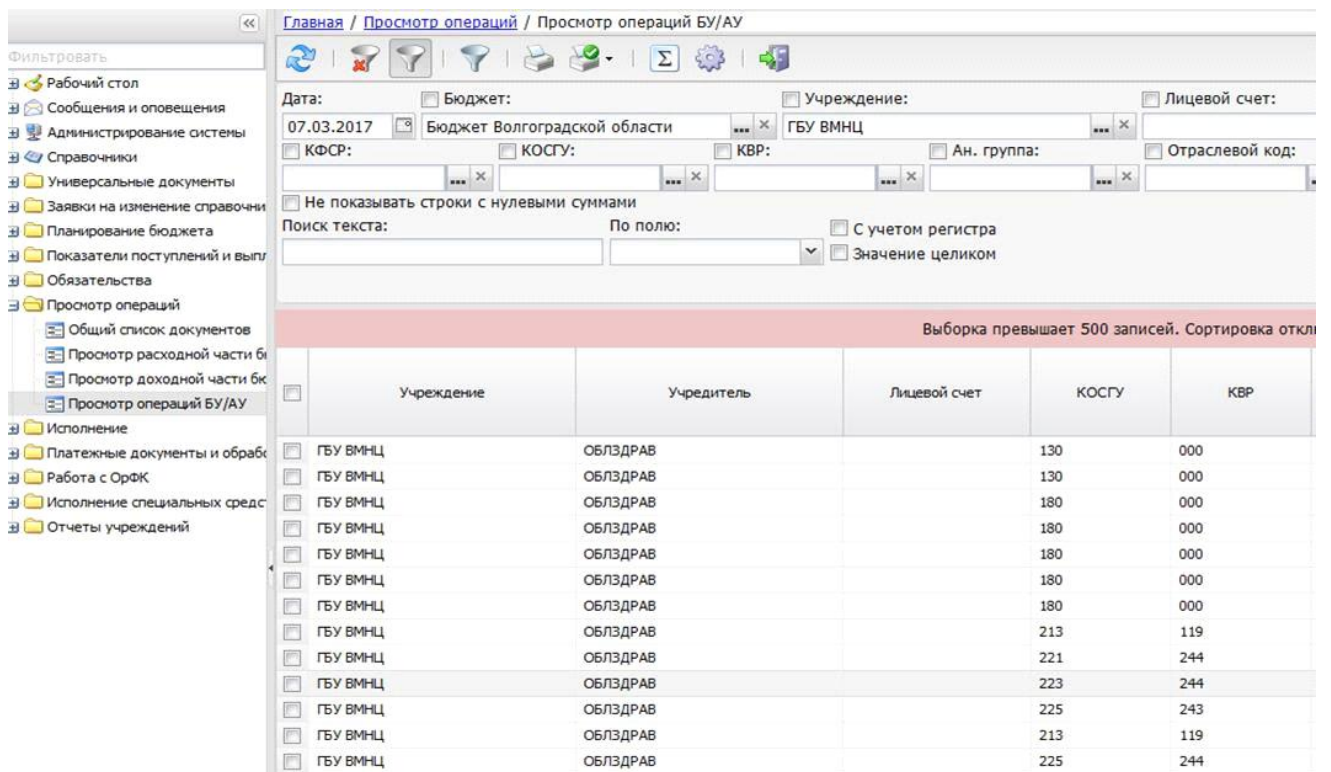 Главная / Просмотр операций / Просмотр операций БУ/АУ
Фильтровать
Рабочий стол
Сообщения и оповещения
Администрирование системы
Справочники
Универсальные документы
Заявки на изменение справочни
Планирование бюджета
Показатели поступлений и выпл
Обязательства
Просмотр операций
Общий список документов
Просмотр расходной части б
Просмотр доходной части бю
Просмотр операций БУ/АУ
Исполнение
Платежные документы и обрабо
Работа с ОрФК
Исполнение специальных средст
Отчеты учреждений
Дата: Бюджет: Учреждение: Лицевой счет:
07.03.2017 Бюджет Волгоградской области ... × ГБУ ВМНЦ ... ×
КФСР: КОСГУ: КВР: Ан. группа: Отраслевой код:
... × ... × ... × ... ×
Не показывать строки с нулевыми суммами
Поиск текста: По полю: С учетом регистра
Значение целиком
Выборка превышает 500 записей. Сортировка откл
Учреждение Учредитель Лицевой счет КОСГУ КВР
ГБУ ВМНЦ ОБЛЗДРАВ 130 000
ГБУ ВМНЦ ОБЛЗДРАВ 130 000
ГБУ ВМНЦ ОБЛЗДРАВ 180 000
ГБУ ВМНЦ ОБЛЗДРАВ 180 000
ГБУ ВМНЦ ОБЛЗДРАВ 180 000
ГБУ ВМНЦ ОБЛЗДРАВ 180 000
ГБУ ВМНЦ ОБЛЗДРАВ 180 000
ГБУ ВМНЦ ОБЛЗДРАВ 213 119
ГБУ ВМНЦ ОБЛЗДРАВ 221 244
ГБУ ВМНЦ ОБЛЗДРАВ 223 244
ГБУ ВМНЦ ОБЛЗДРАВ 225 243
ГБУ ВМНЦ ОБЛЗДРАВ 213 119
ГБУ ВМНЦ ОБЛЗДРАВ 225 244